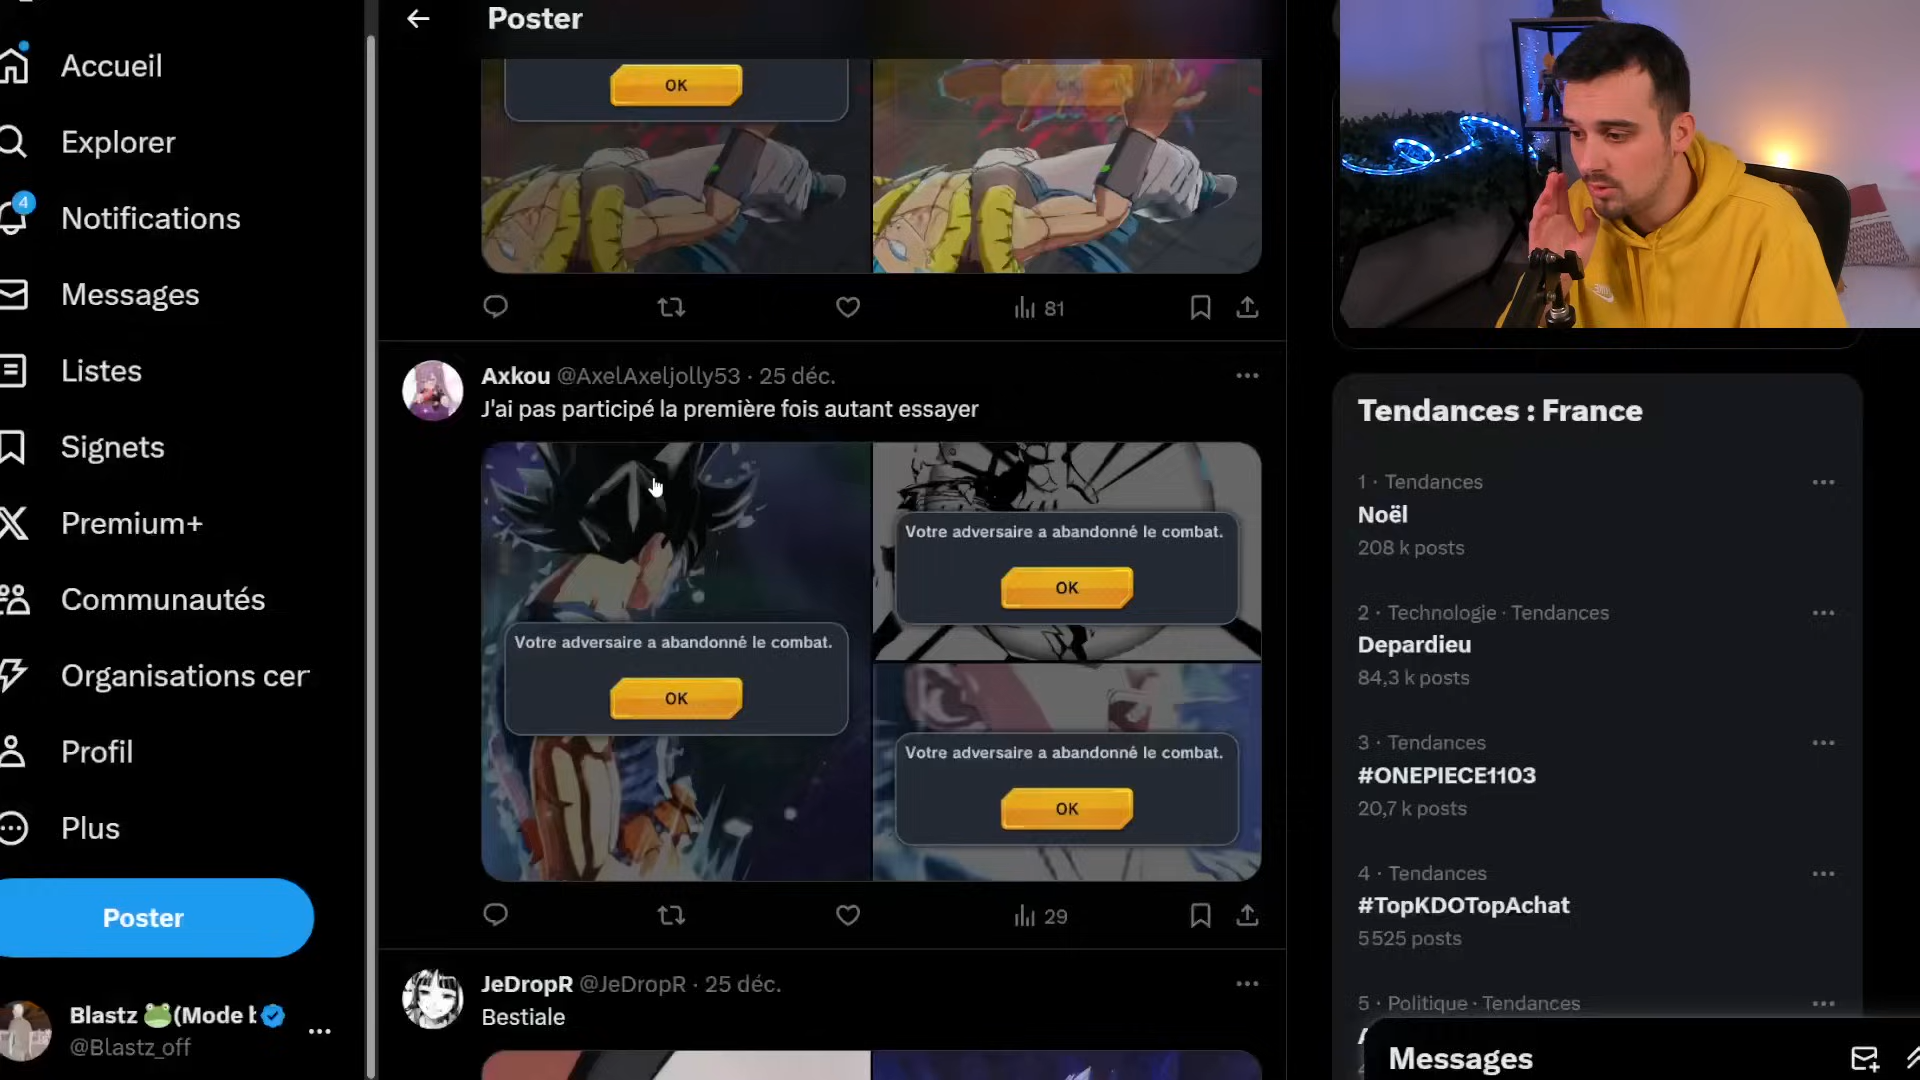 Poster
Accueil
Explorer
4
Notifications
Messages
Listes
Signets
Premium+
Communautés
Organisations cer
Profil
Plus
Poster
Blastz 🐸(Mode
@Blastz_off
OK
OK
81
Axkou @AxelAxeljolly53 · 25 déc.
J'ai pas participé la première fois autant essayer
Votre adversaire a abandonné le combat.
OK
Votre adversaire a abandonné le combat.
OK
Votre adversaire a abandonné le combat.
OK
29
JeDropR @JeDropR · 25 déc.
Bestiale
Tendances : France
1 · Tendances
Noël
208 k posts
2 · Technologie · Tendances
Depardieu
84,3 k posts
3 · Tendances
#ONEPIECE1103
20,7 k posts
4 · Tendances
#TopKDOTopAchat
5 525 posts
5 · Politique · Tendances
Messages